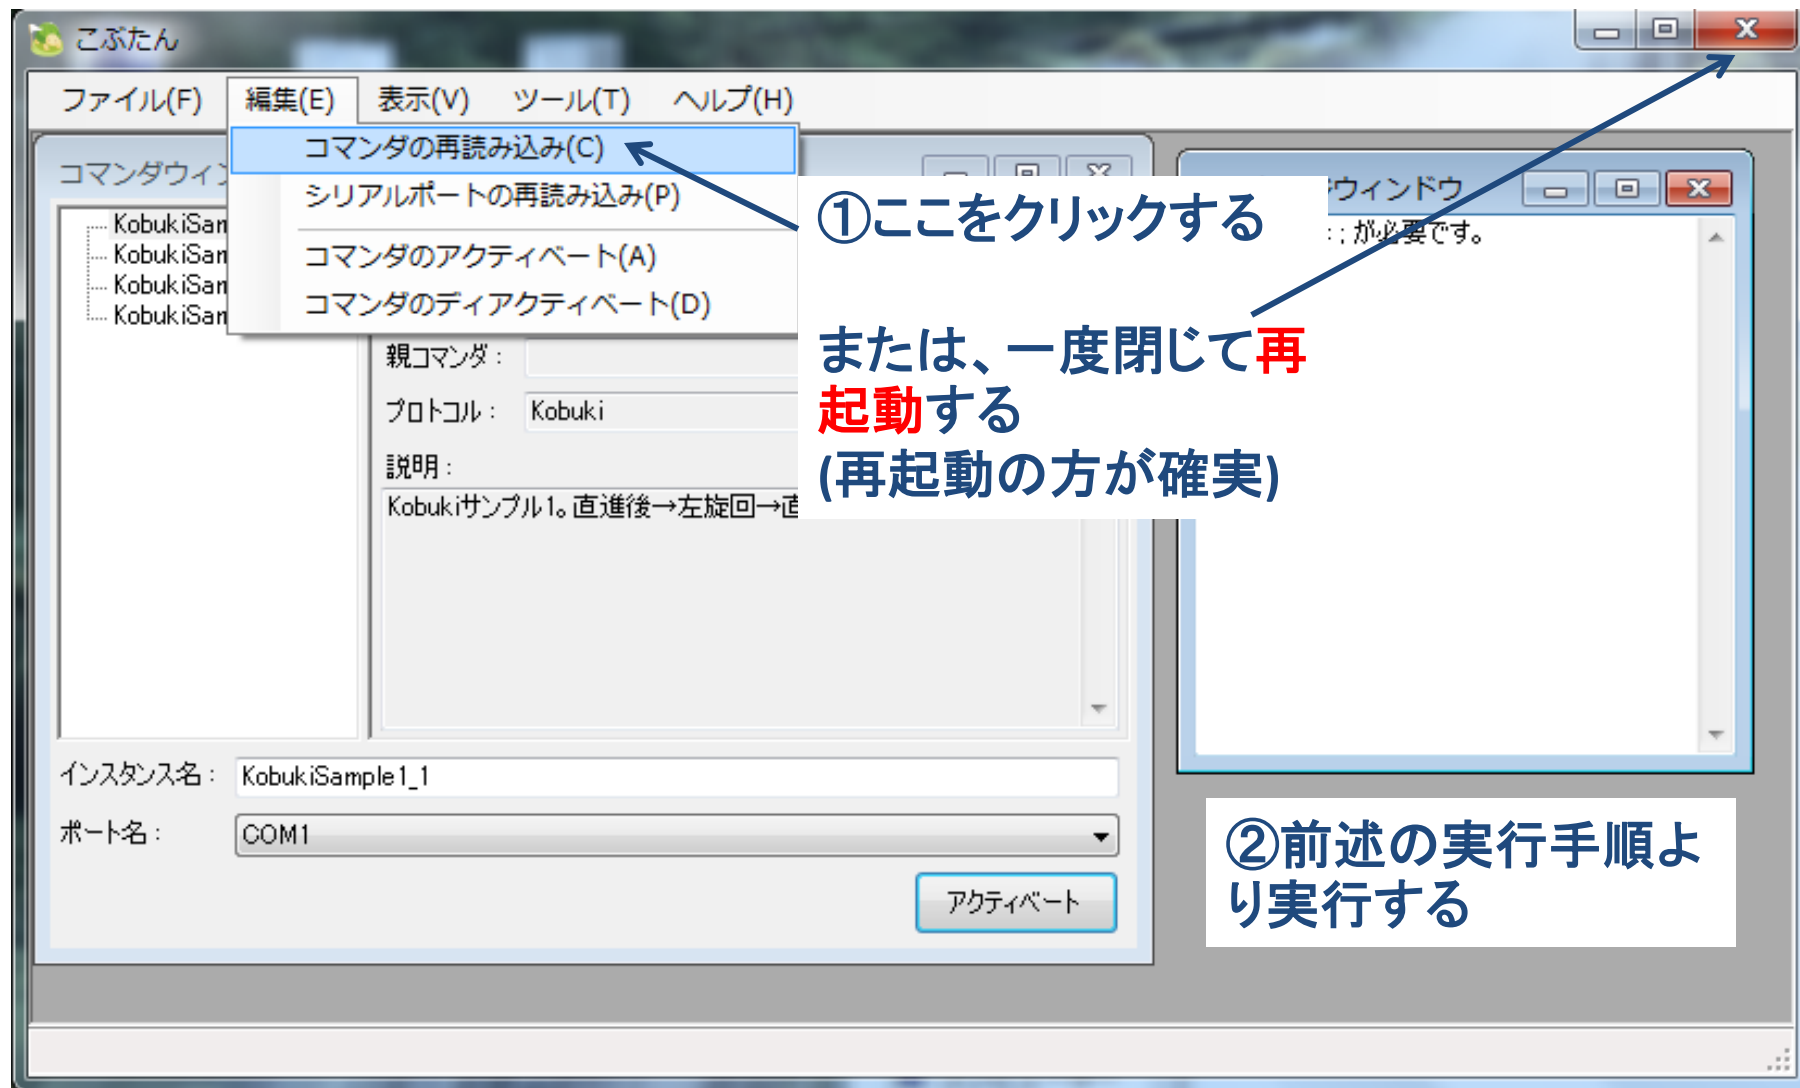 こぶたん
ファイル(F) 編集(E) 表示(V) ツール(T) ヘルプ(H)
コマンダの再読み込み(C)
シリアルポートの再読み込み(P)
コマンダのアクティベート(A)
コマンダのディアクティベート(D)
コマンダウィン
KobukiSam
KobukiSam
KobukiSam
KobukiSam
親コマンダ：
プロトコル： Kobuki
説明：
Kobukiサンプル1。直進後→左旋回→直
インスタンス名： KobukiSample1_1
ポート名： COM1
アクティベート
ウィンドウ
: ; が必要です。
①ここをクリックする
または、一度閉じて再
起動する
(再起動の方が確実)
②前述の実行手順よ
り実行する